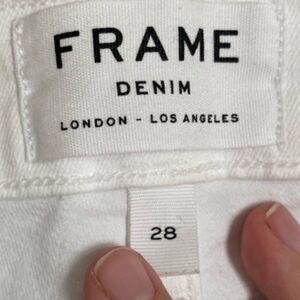 FRAME
DENIM
LONDON - LOS ANGELES
28